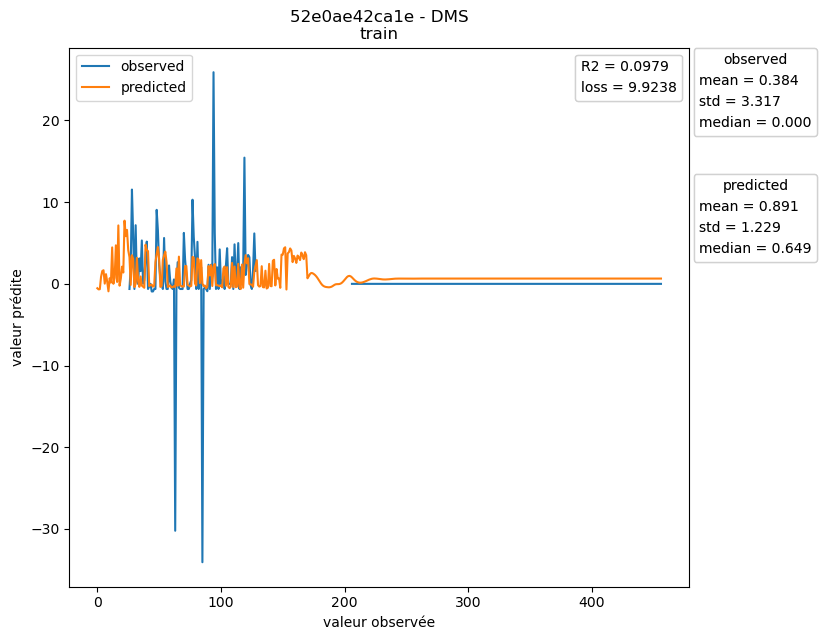 52e0ae42ca1e - DMS
train
observed
predicted
R2 = 0.0979
loss = 9.9238
observed
mean = 0.384
std = 3.317
median = 0.000
predicted
mean = 0.891
std = 1.229
median = 0.649
valeur prédite
20
10
0
−10
−20
−30
0
100
200
300
400
valeur observée